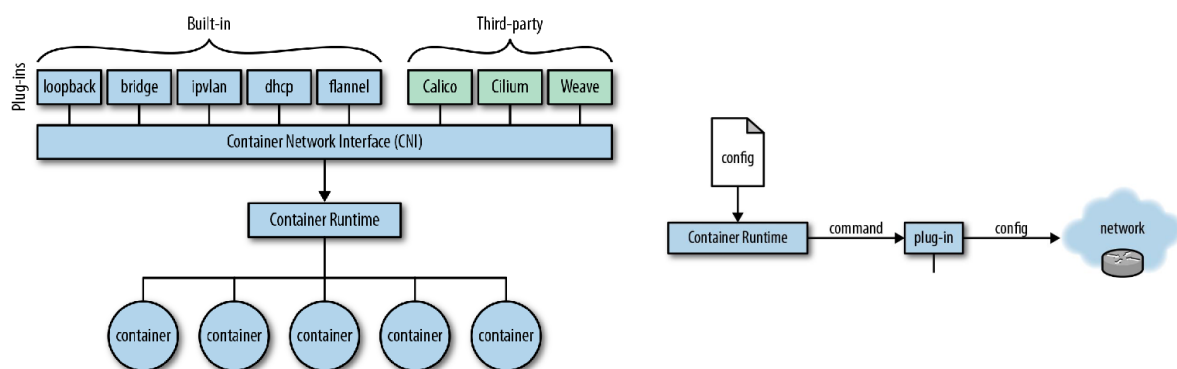 Built-in
Third-party
Plug-ins
loopback
bridge
ipvlan
dhcp
flannel
Calico
Cilium
Weave
Container Network Interface (CNI)
Container Runtime
container
container
container
container
container
config
Container Runtime
command
plug-in
config
network